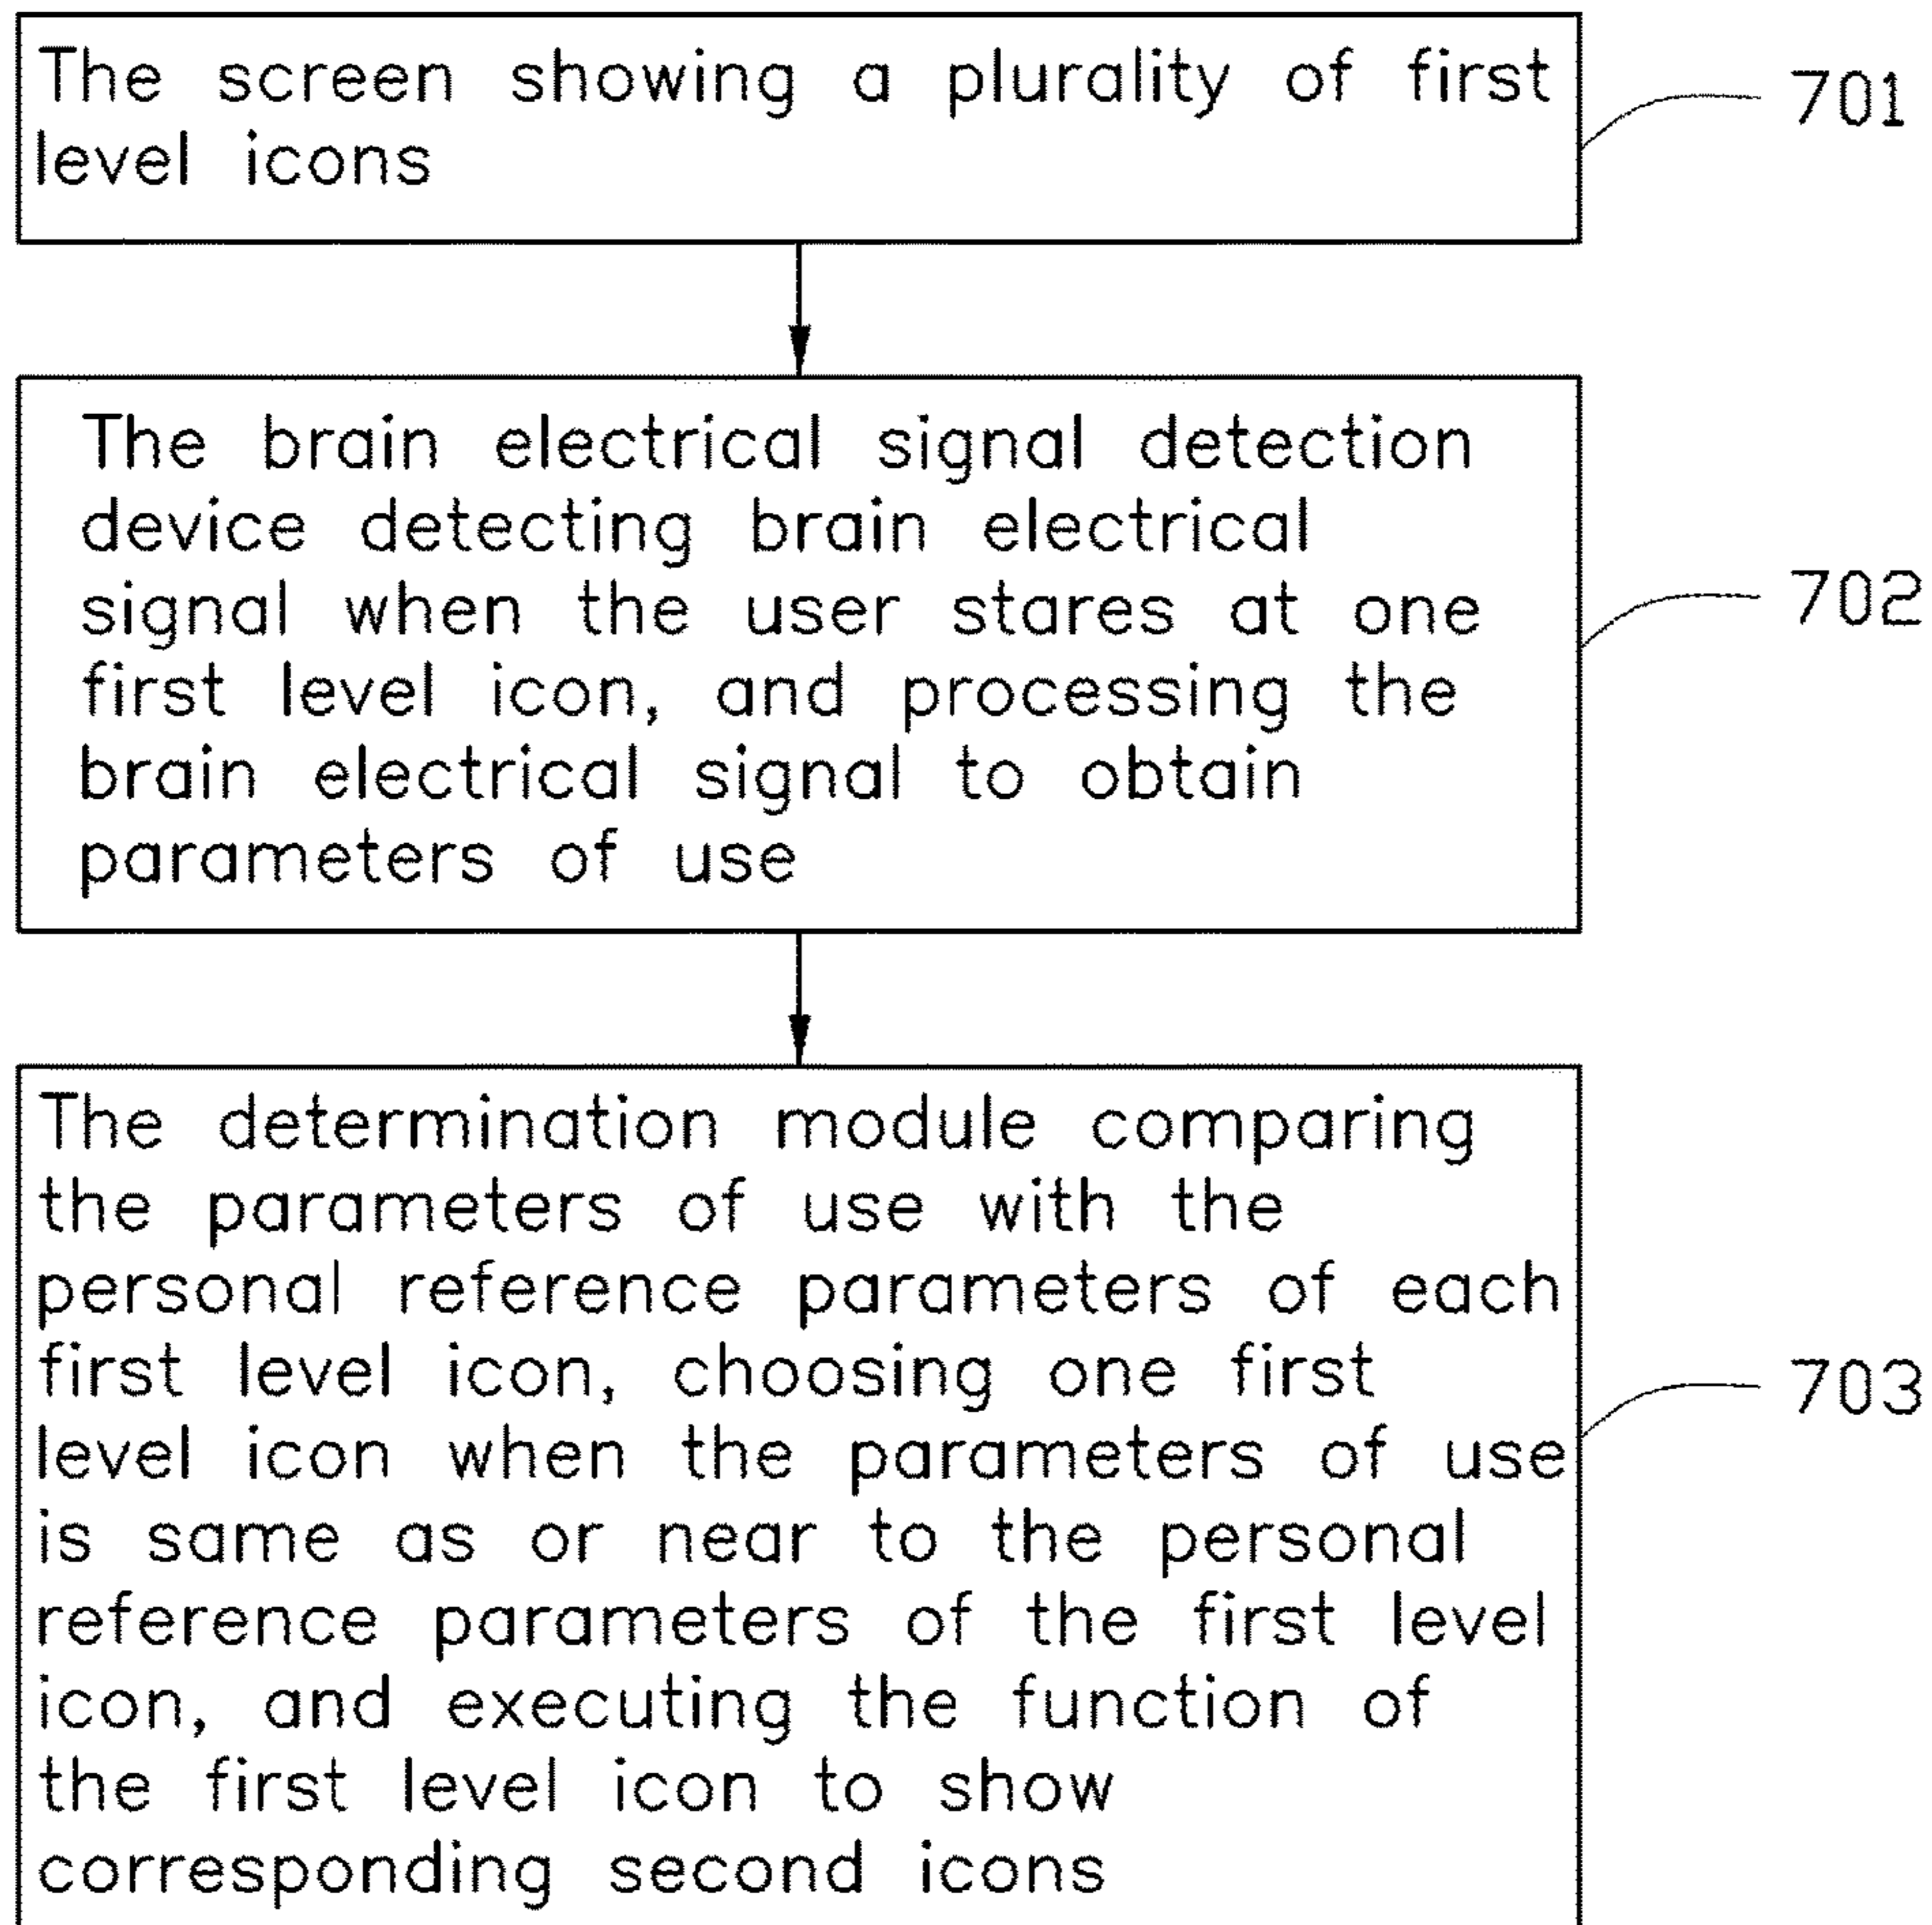 The screen showing a plurality of first
level icons
701
The brain electrical signal detection
device detecting brain electrical
signal when the user stares at one
first level icon, and processing the
brain electrical signal to obtain
parameters of use
702
The determination module comparing
the parameters of use with the
personal reference parameters of each
first level icon, choosing one first
level icon when the parameters of use
is same as or near to the personal
reference parameters of the first level
icon, and executing the function of
the first level icon to show
corresponding second icons
703